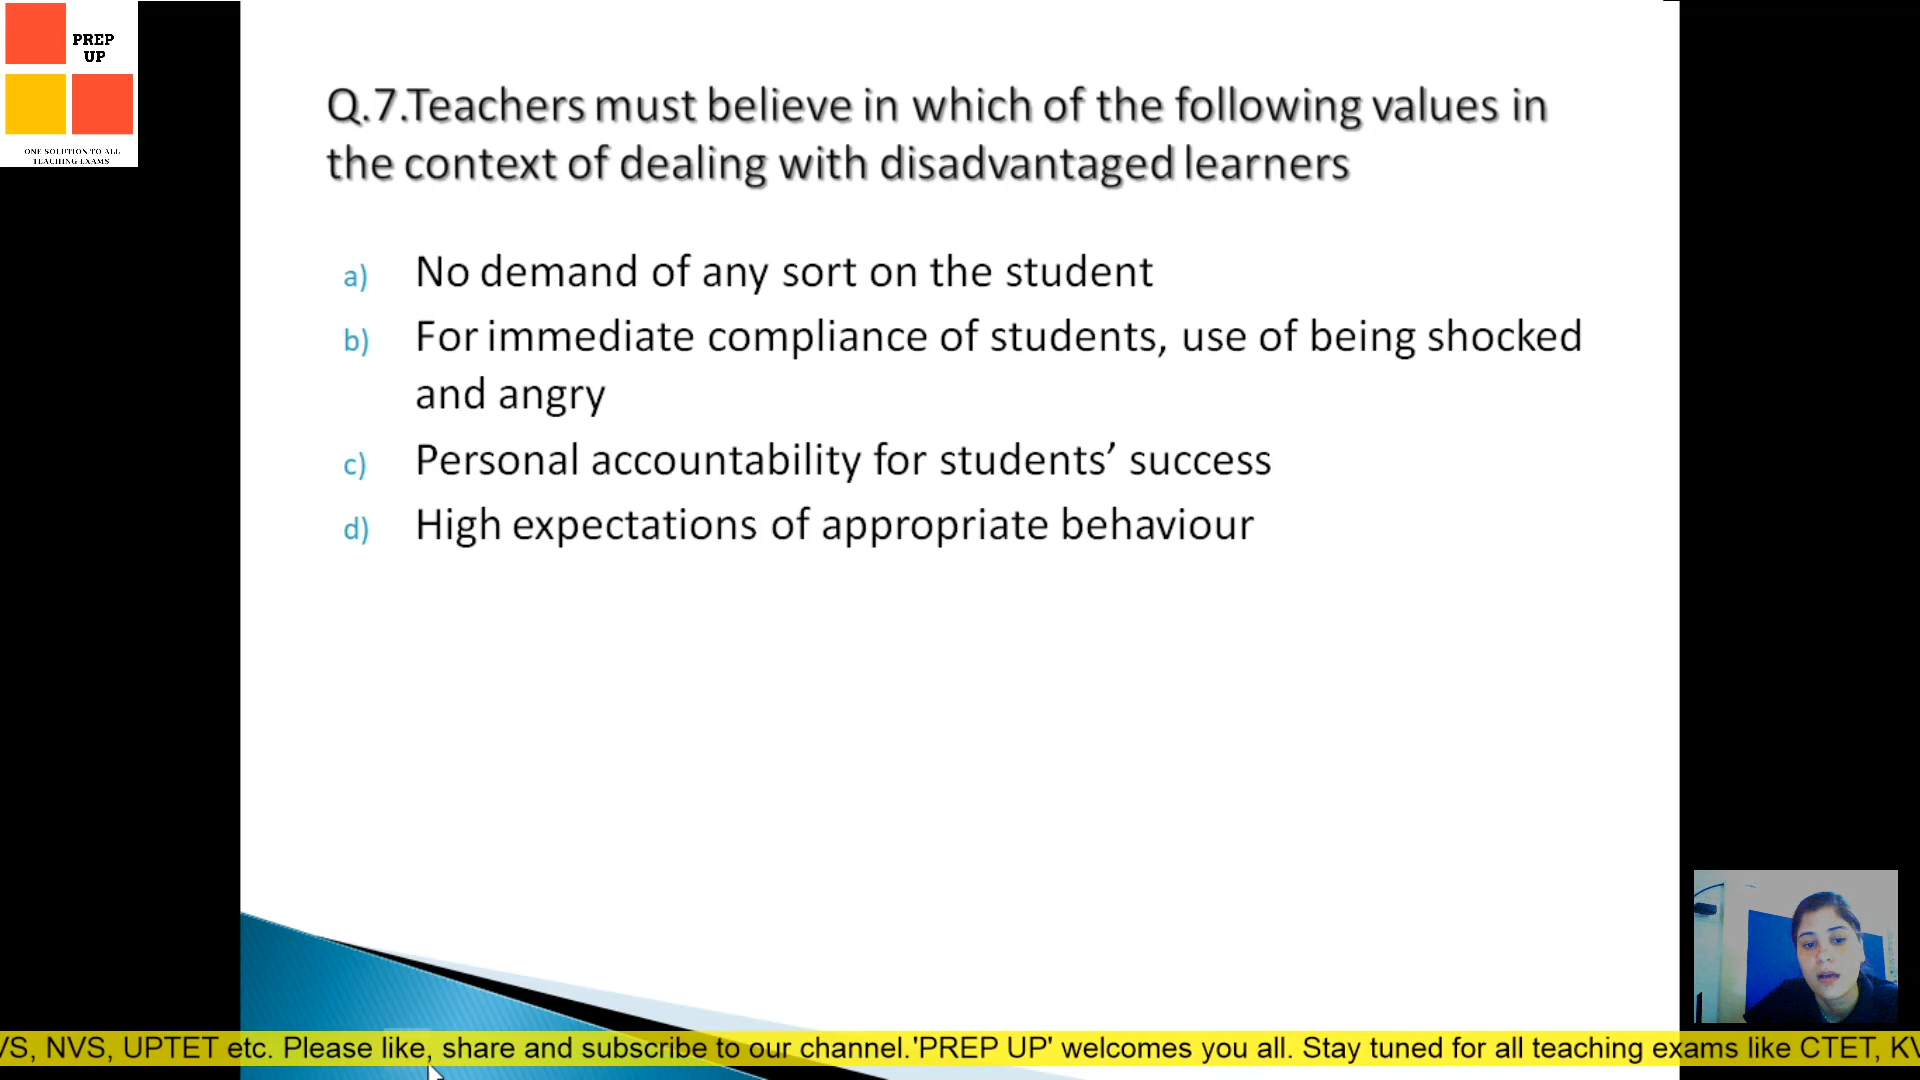 PREP
UP
ONE SOLUTION TO ALL
TEACHING EXAMS
Q.7.Teachers must believe in which of the following values in
the context of dealing with disadvantaged learners
a) No demand of any sort on the student
b) For immediate compliance of students, use of being shocked
and angry
c) Personal accountability for students’ success
d) High expectations of appropriate behaviour
VS, NVS, UPTET etc. Please like, share and subscribe to our channel.'PREP UP' welcomes you all. Stay tuned for all teaching exams like CTET, KV